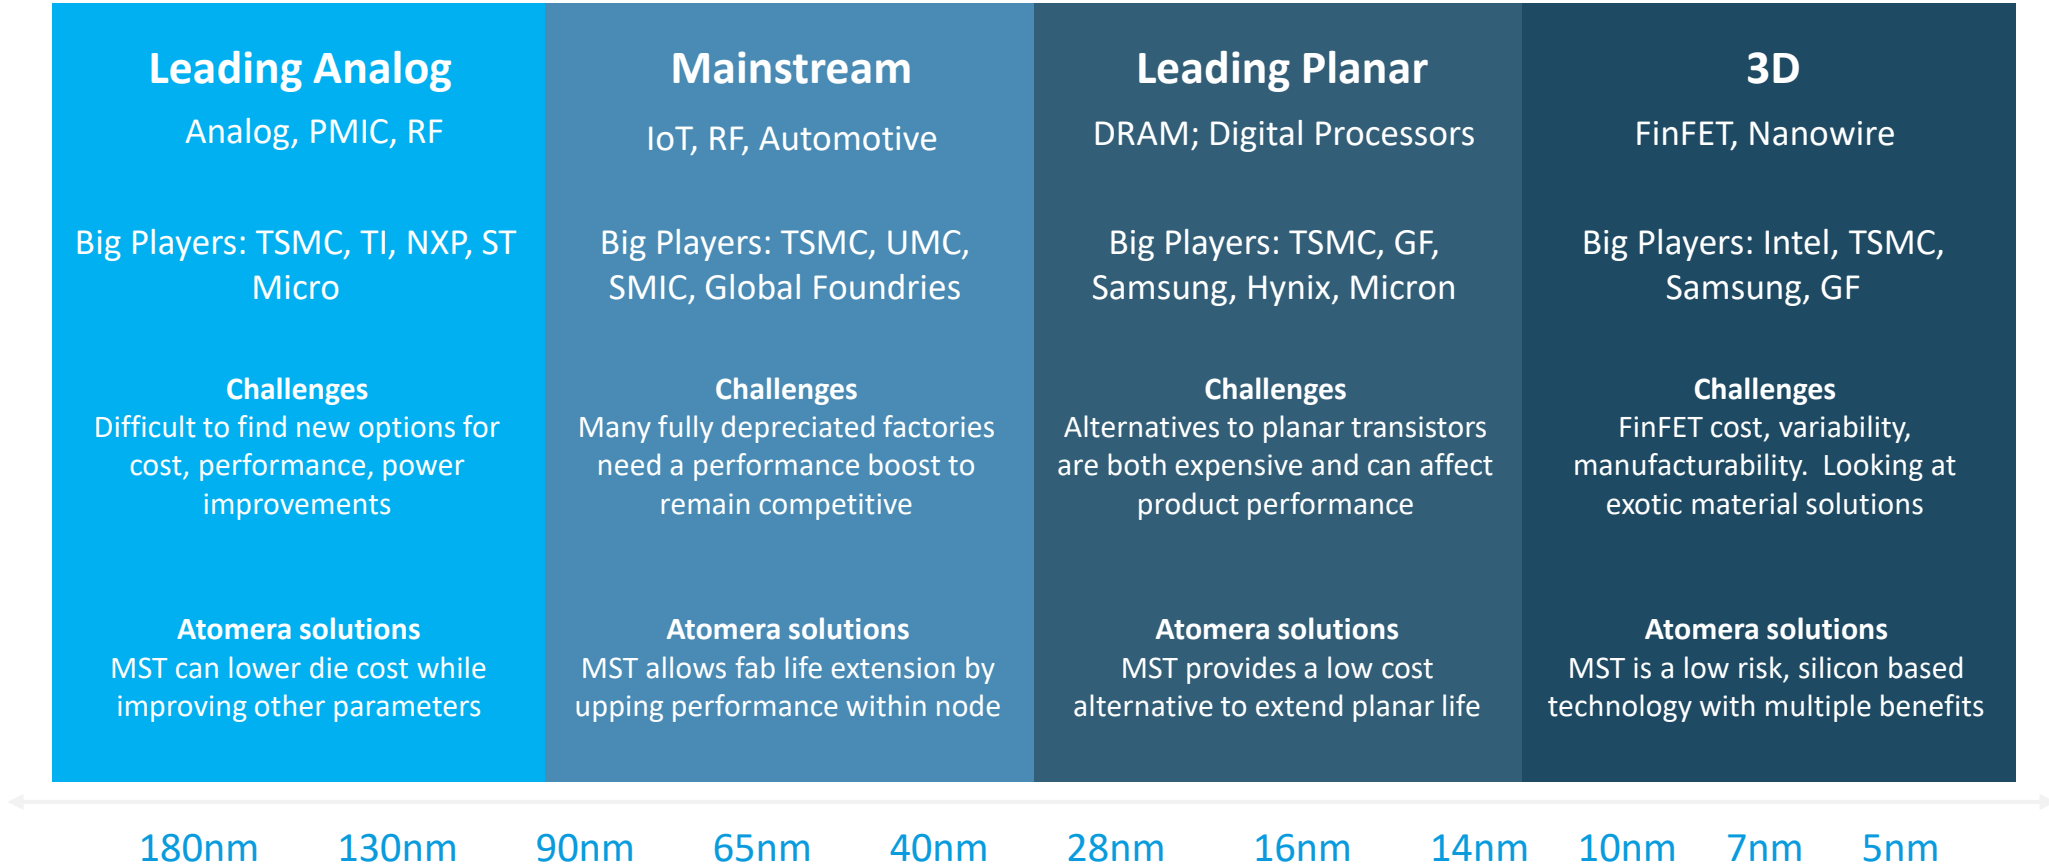 Leading Analog
Analog, PMIC, RF
Big Players: TSMC, TI, NXP, ST
Micro
Challenges
Difficult to find new options for
cost, performance, power
improvements
Atomera solutions
MST can lower die cost while
improving other parameters
Mainstream
IoT, RF, Automotive
Big Players: TSMC, UMC,
SMIC, Global Foundries
Challenges
Many fully depreciated factories
need a performance boost to
remain competitive
Atomera solutions
MST allows fab life extension by
upping performance within node
Leading Planar
DRAM; Digital Processors
Big Players: TSMC, GF,
Samsung, Hynix, Micron
Challenges
Alternatives to planar transistors
are both expensive and can affect
product performance
Atomera solutions
MST provides a low cost
alternative to extend planar life
3D
FinFET, Nanowire
Big Players: Intel, TSMC,
Samsung, GF
Challenges
FinFET cost, variability,
manufacturability.  Looking at
exotic material solutions
Atomera solutions
MST is a low risk, silicon based
technology with multiple benefits
180nm 130nm 90nm 65nm 40nm 28nm 16nm 14nm 10nm 7nm 5nm